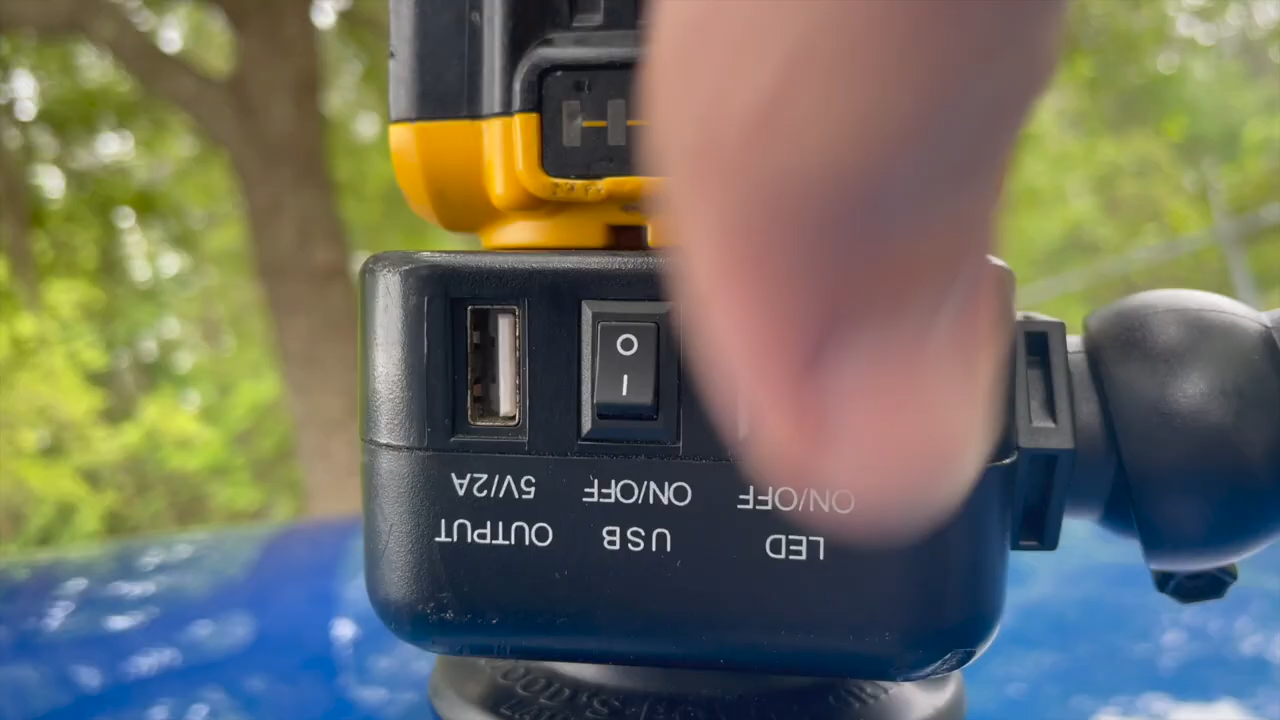 LED
ON/OFF
USB
ON/OFF
OUTPUT
5V/2A
I
O